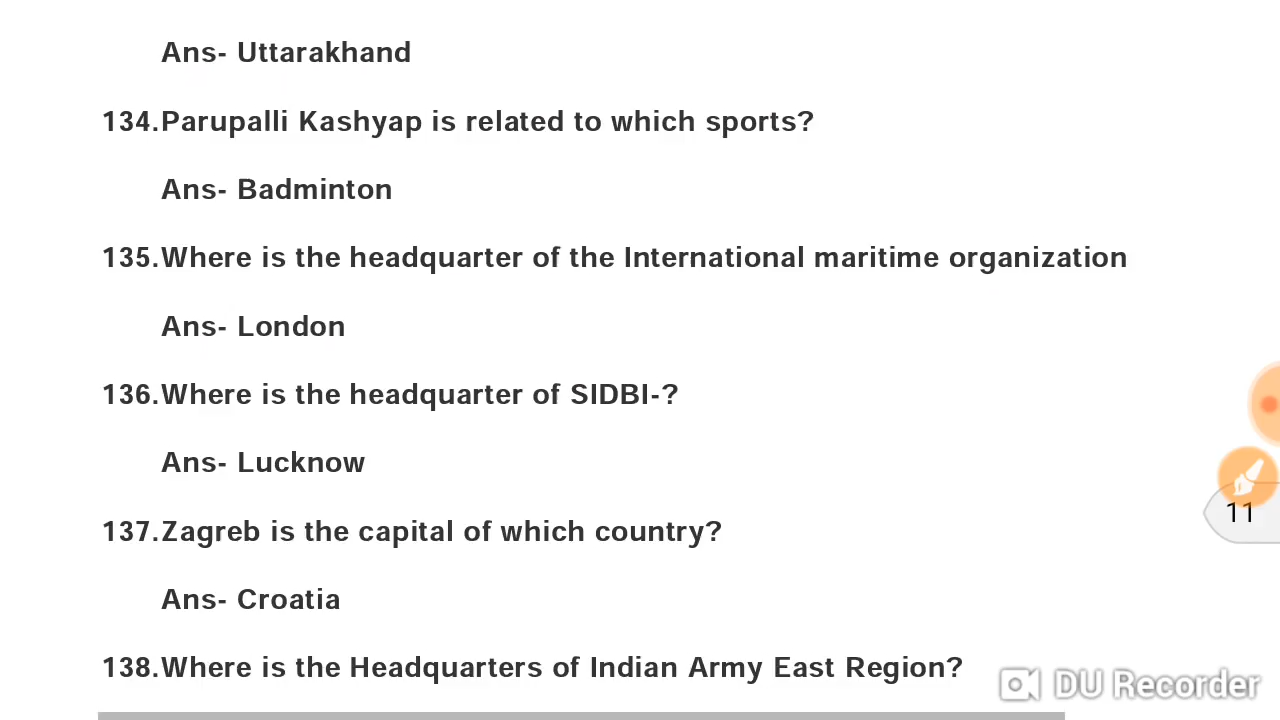 Ans- Uttarakhand
134.Parupalli Kashyap is related to which sports?
Ans- Badminton
135.Where is the headquarter of the International maritime organization
Ans- London
136.Where is the headquarter of SIDBI-?
Ans- Lucknow
137.Zagreb is the capital of which country?
11
Ans- Croatia
138.Where is the Headquarters of Indian Army East Region?
DU Recorder